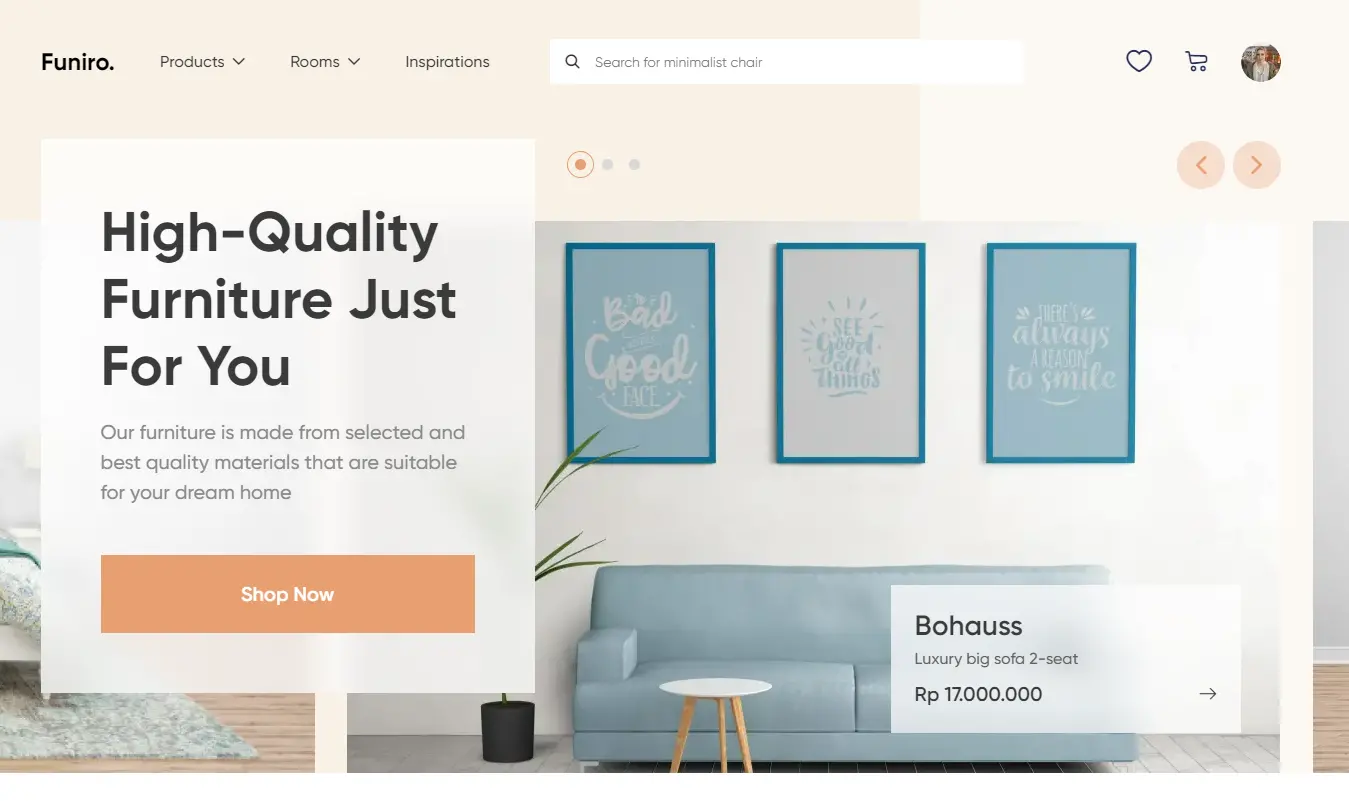 Funiro.
Products
Rooms
Inspirations
Search for minimalist chair
High-Quality
Furniture Just
For You
Our furniture is made from selected and
best quality materials that are suitable
for your dream home
Shop Now
Bad
Good
FACE
SEE
Good
all
THINGS
THERE'S
always
A REASON
to smile
Bohauss
Luxury big sofa 2-seat
Rp 17.000.000